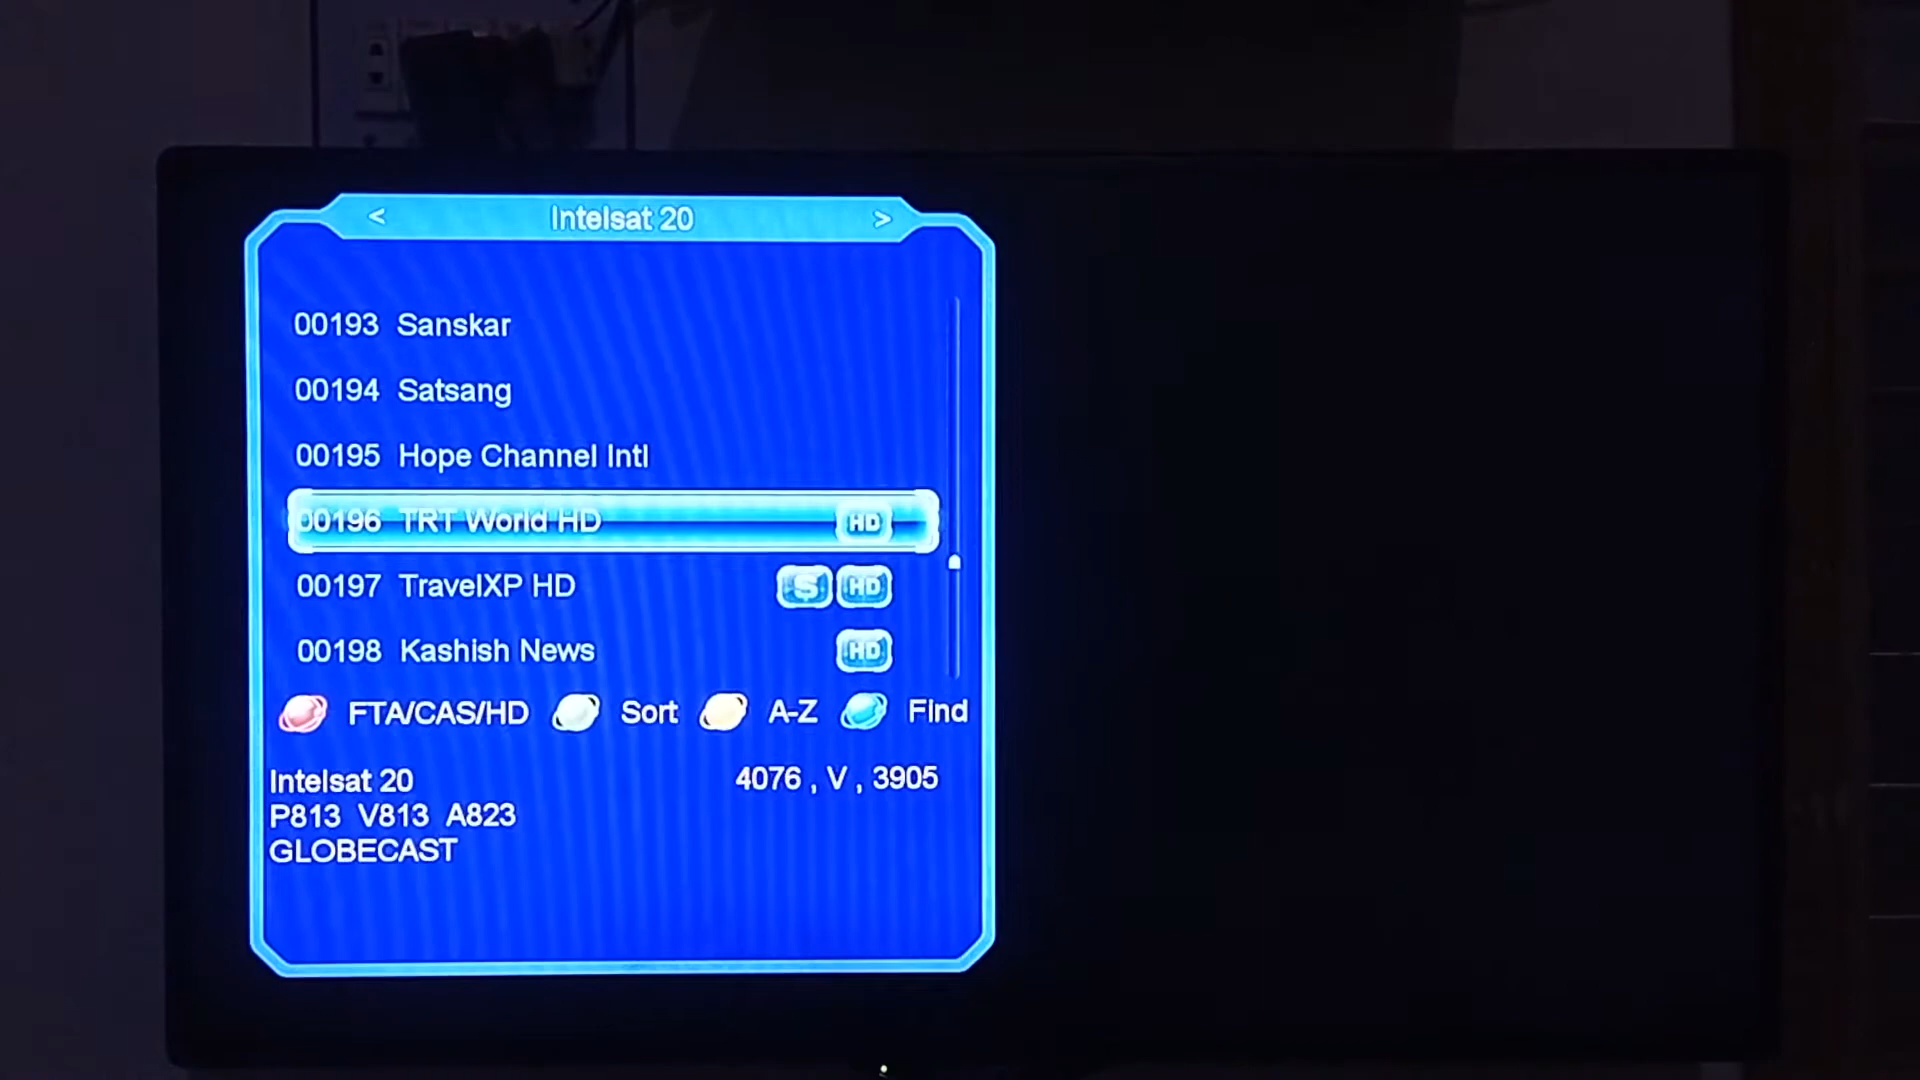 < Intelsat 20 >
00193 Sanskar
00194 Satsang
00195 Hope Channel Intl
00196 TRT World HD HD
00197 TravelXP HD $ HD
00198 Kashish News HD
FTA/CAS/HD Sort A-Z Find
Intelsat 20 4076 , V , 3905
P813 V813 A823
GLOBECAST